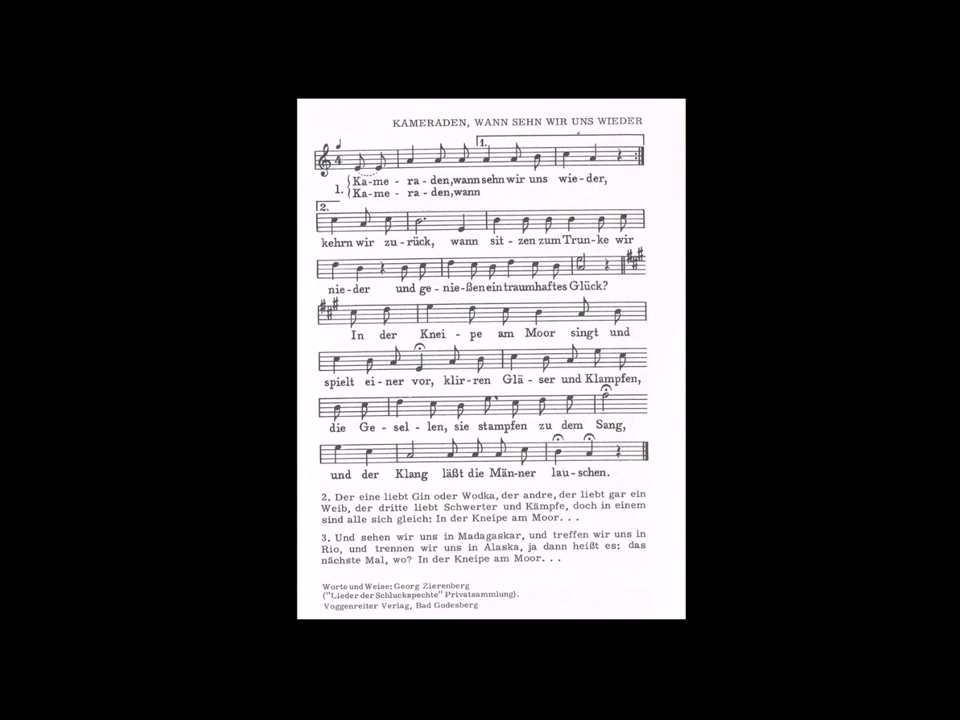 KAMERADEN, WANN SEHN WIR UNS WIEDER
1.
4
1. Ka-me - ra - den, wann sehn wir uns wie - der,
Ka-me - ra - den, wann
2.
kehrn wir zu - rück, wann sit - zen zum Trun - ke wir
nie - der und ge - nie - ßen ein traumhaftes Glück?
In der Knei - pe am Moor singt und
spielt ei - ner vor, klir - ren Glä - ser und Klampfen,
die Ge - sel - len, sie stampfen zu dem Sang,
und der Klang läßt die Män-ner lau - schen.
2. Der eine liebt Gin oder Wodka, der andre, der liebt gar ein
Weib, der dritte liebt Schwerter und Kämpfe, doch in einem
sind alle sich gleich: In der Kneipe am Moor. . .
3. Und sehen wir uns in Madagaskar, und treffen wir uns in
Rio, und trennen wir uns in Alaska, ja dann heißt es: das
nächste Mal, wo? In der Kneipe am Moor. . .
Worte und Weise: Georg Zierenberg
("Lieder der Schluckspechte" Privatsammlung).
Voggenreiter Verlag, Bad Godesberg